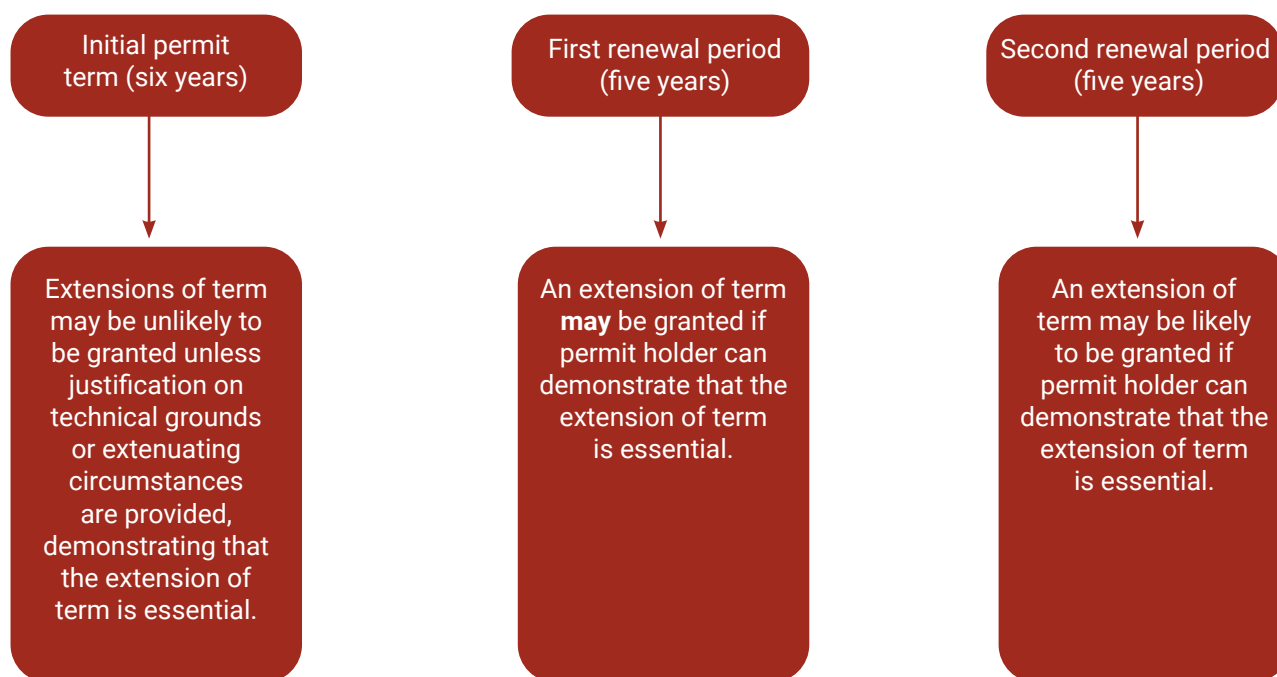 Initial permit
term (six years)
First renewal period
(five years)
Second renewal period
(five years)
Extensions of term
may be unlikely to
be granted unless
justification on
technical grounds
or extenuating
circumstances
are provided,
demonstrating that
the extension of
term is essential.
An extension of term
may be granted if
permit holder can
demonstrate that the
extension of term
is essential.
An extension of
term may be likely
to be granted if
permit holder can
demonstrate that the
extension of term
is essential.